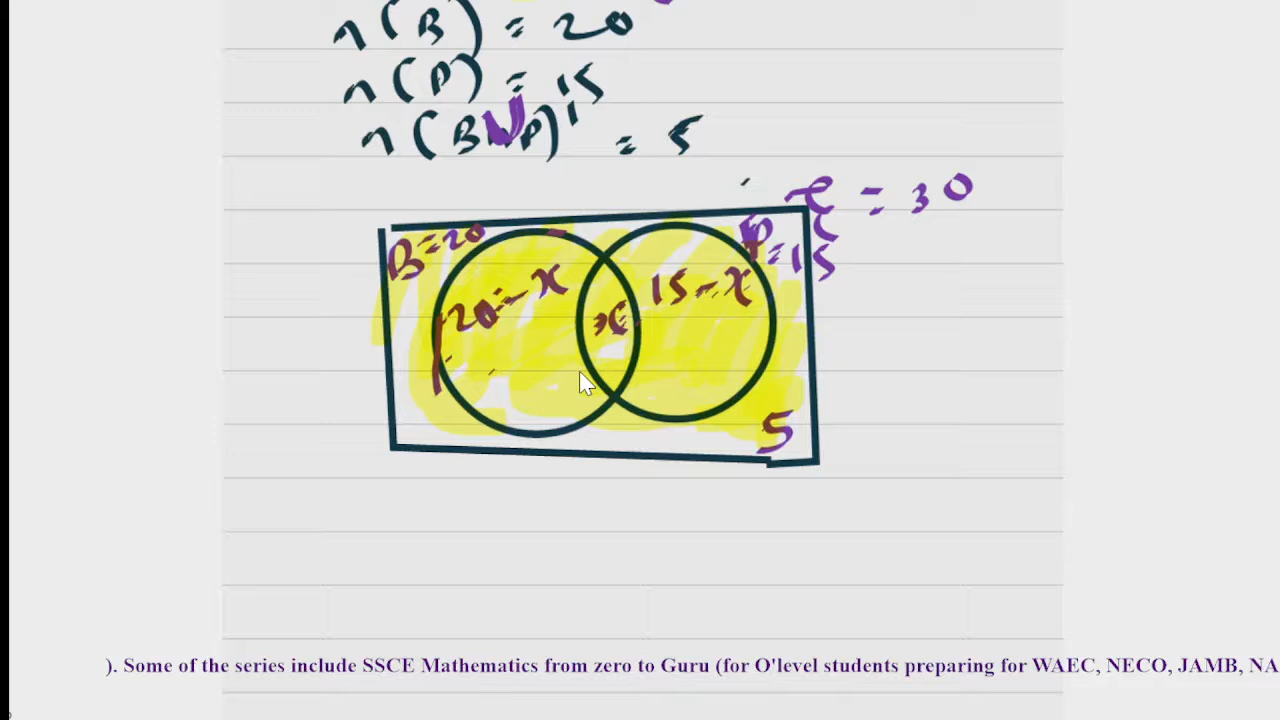 n(B) = 20
n(P) = 15
n(B∪P)' = 5
ξ = 30
B=20
P=15
20-x
x
15-x
5
). Some of the series include SSCE Mathematics from zero to Guru (for O'level students preparing for WAEC, NECO, JAMB, NA